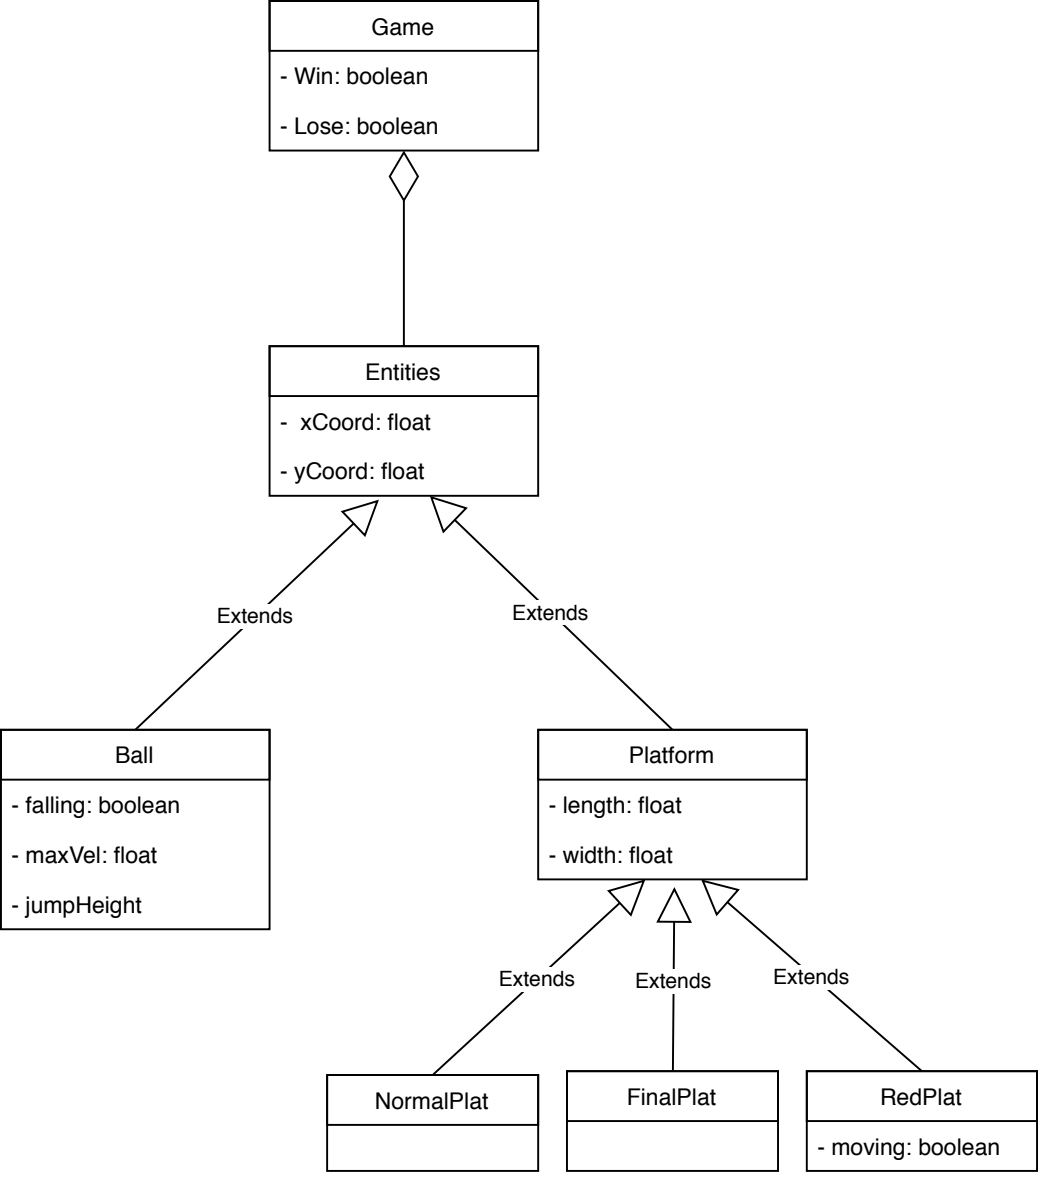 Game
- Win: boolean
- Lose: boolean
Entities
-  xCoord: float
- yCoord: float
Extends
Extends
Ball
- falling: boolean
- maxVel: float
- jumpHeight
Platform
- length: float
- width: float
Extends
Extends
Extends
NormalPlat
FinalPlat
RedPlat
- moving: boolean